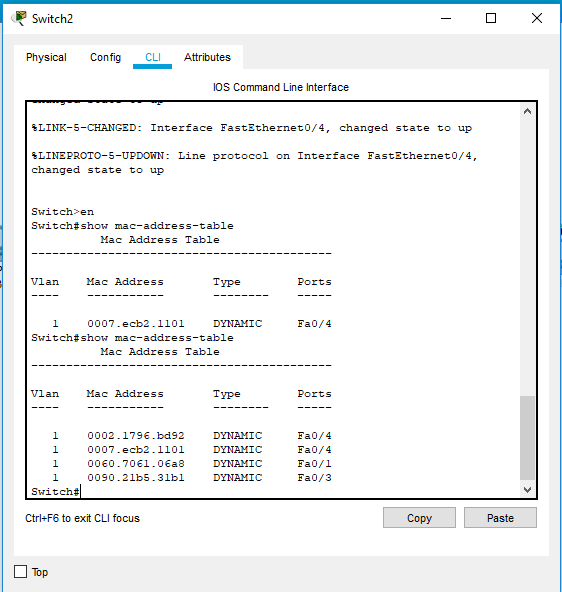 Switch2
Physical Config CLI Attributes
IOS Command Line Interface
changed state to up
%LINK-5-CHANGED: Interface FastEthernet0/4, changed state to up
%LINEPROTO-5-UPDOWN: Line protocol on Interface FastEthernet0/4,
changed state to up
Switch>en
Switch#show mac-address-table
Mac Address Table
-------------------------------------------
Vlan    Mac Address       Type        Ports
----    -----------       --------    -----
1    0007.ecb2.1101    DYNAMIC     Fa0/4
Switch#show mac-address-table
Mac Address Table
-------------------------------------------
Vlan    Mac Address       Type        Ports
----    -----------       --------    -----
1    0002.1796.bd92    DYNAMIC     Fa0/4
1    0007.ecb2.1101    DYNAMIC     Fa0/4
1    0060.7061.06a8    DYNAMIC     Fa0/1
1    0090.21b5.31b1    DYNAMIC     Fa0/3
Switch#
Ctrl+F6 to exit CLI focus
Copy Paste
Top